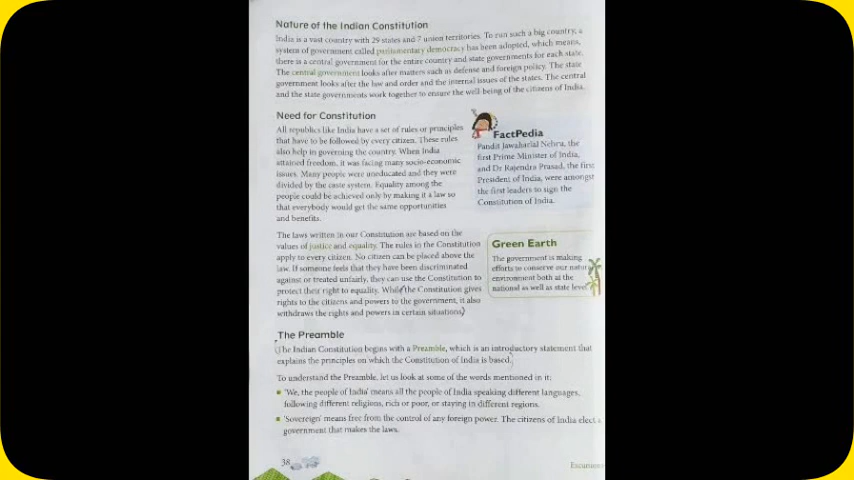 Nature of the Indian Constitution
India is a vast country with 29 states and 7 union territories. To run such a big country, a
system of government called parliamentary democracy has been adopted, which means,
there is a central government for the entire country and state governments for each state.
The central government looks after matters such as defense and foreign policy. The state
government looks after the law and order and the internal issues of the states. The central
and the state governments work together to ensure the well-being of the citizens of India.
Need for Constitution
All republics like India have a set of rules or principles
that have to be followed by every citizen. These rules
also help in governing the country. When India
attained freedom, it was facing many socio-economic
issues. Many people were uneducated and they were
divided by the caste system. Equality among the
people could be achieved only by making it a law so
that everybody would get the same opportunities
and benefits.
FactPedia
Pandit Jawaharlal Nehru, the
first Prime Minister of India,
and Dr Rajendra Prasad, the first
President of India, were amongst
the first leaders to sign the
Constitution of India.
The laws written in our Constitution are based on the
values of justice and equality. The rules in the Constitution
apply to every citizen. No citizen can be placed above the
law. If someone feels that they have been discriminated
against or treated unfairly, they can use the Constitution to
protect their right to equality. While the Constitution gives
rights to the citizens and powers to the government, it also
withdraws the rights and powers in certain situations.
Green Earth
The government is making
efforts to conserve our natural
environment both at the
national as well as state level.
The Preamble
The Indian Constitution begins with a Preamble, which is an introductory statement that
explains the principles on which the Constitution of India is based.
To understand the Preamble, let us look at some of the words mentioned in it:
'We, the people of India' means all the people of India speaking different languages,
following different religions, rich or poor, or staying in different regions.
'Sovereign' means free from the control of any foreign power. The citizens of India elect a
government that makes the laws.
38